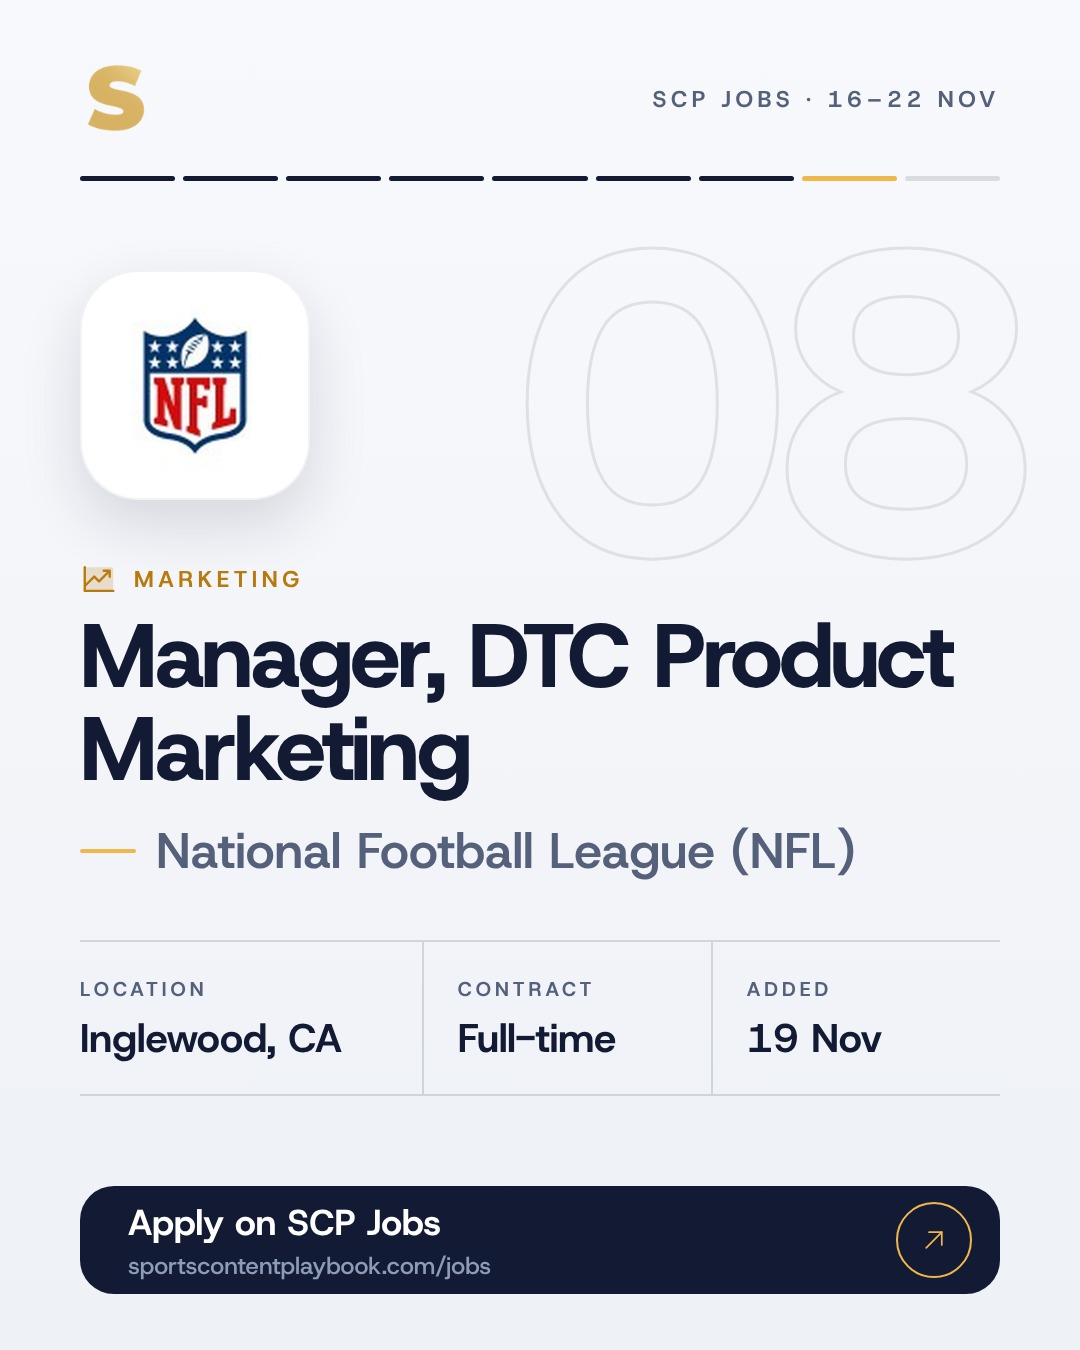 S
SCP JOBS · 16–22 NOV
08
NFL
MARKETING
Manager, DTC Product
Marketing
National Football League (NFL)
LOCATION
Inglewood, CA
CONTRACT
Full-time
ADDED
19 Nov
Apply on SCP Jobs
sportscontentplaybook.com/jobs